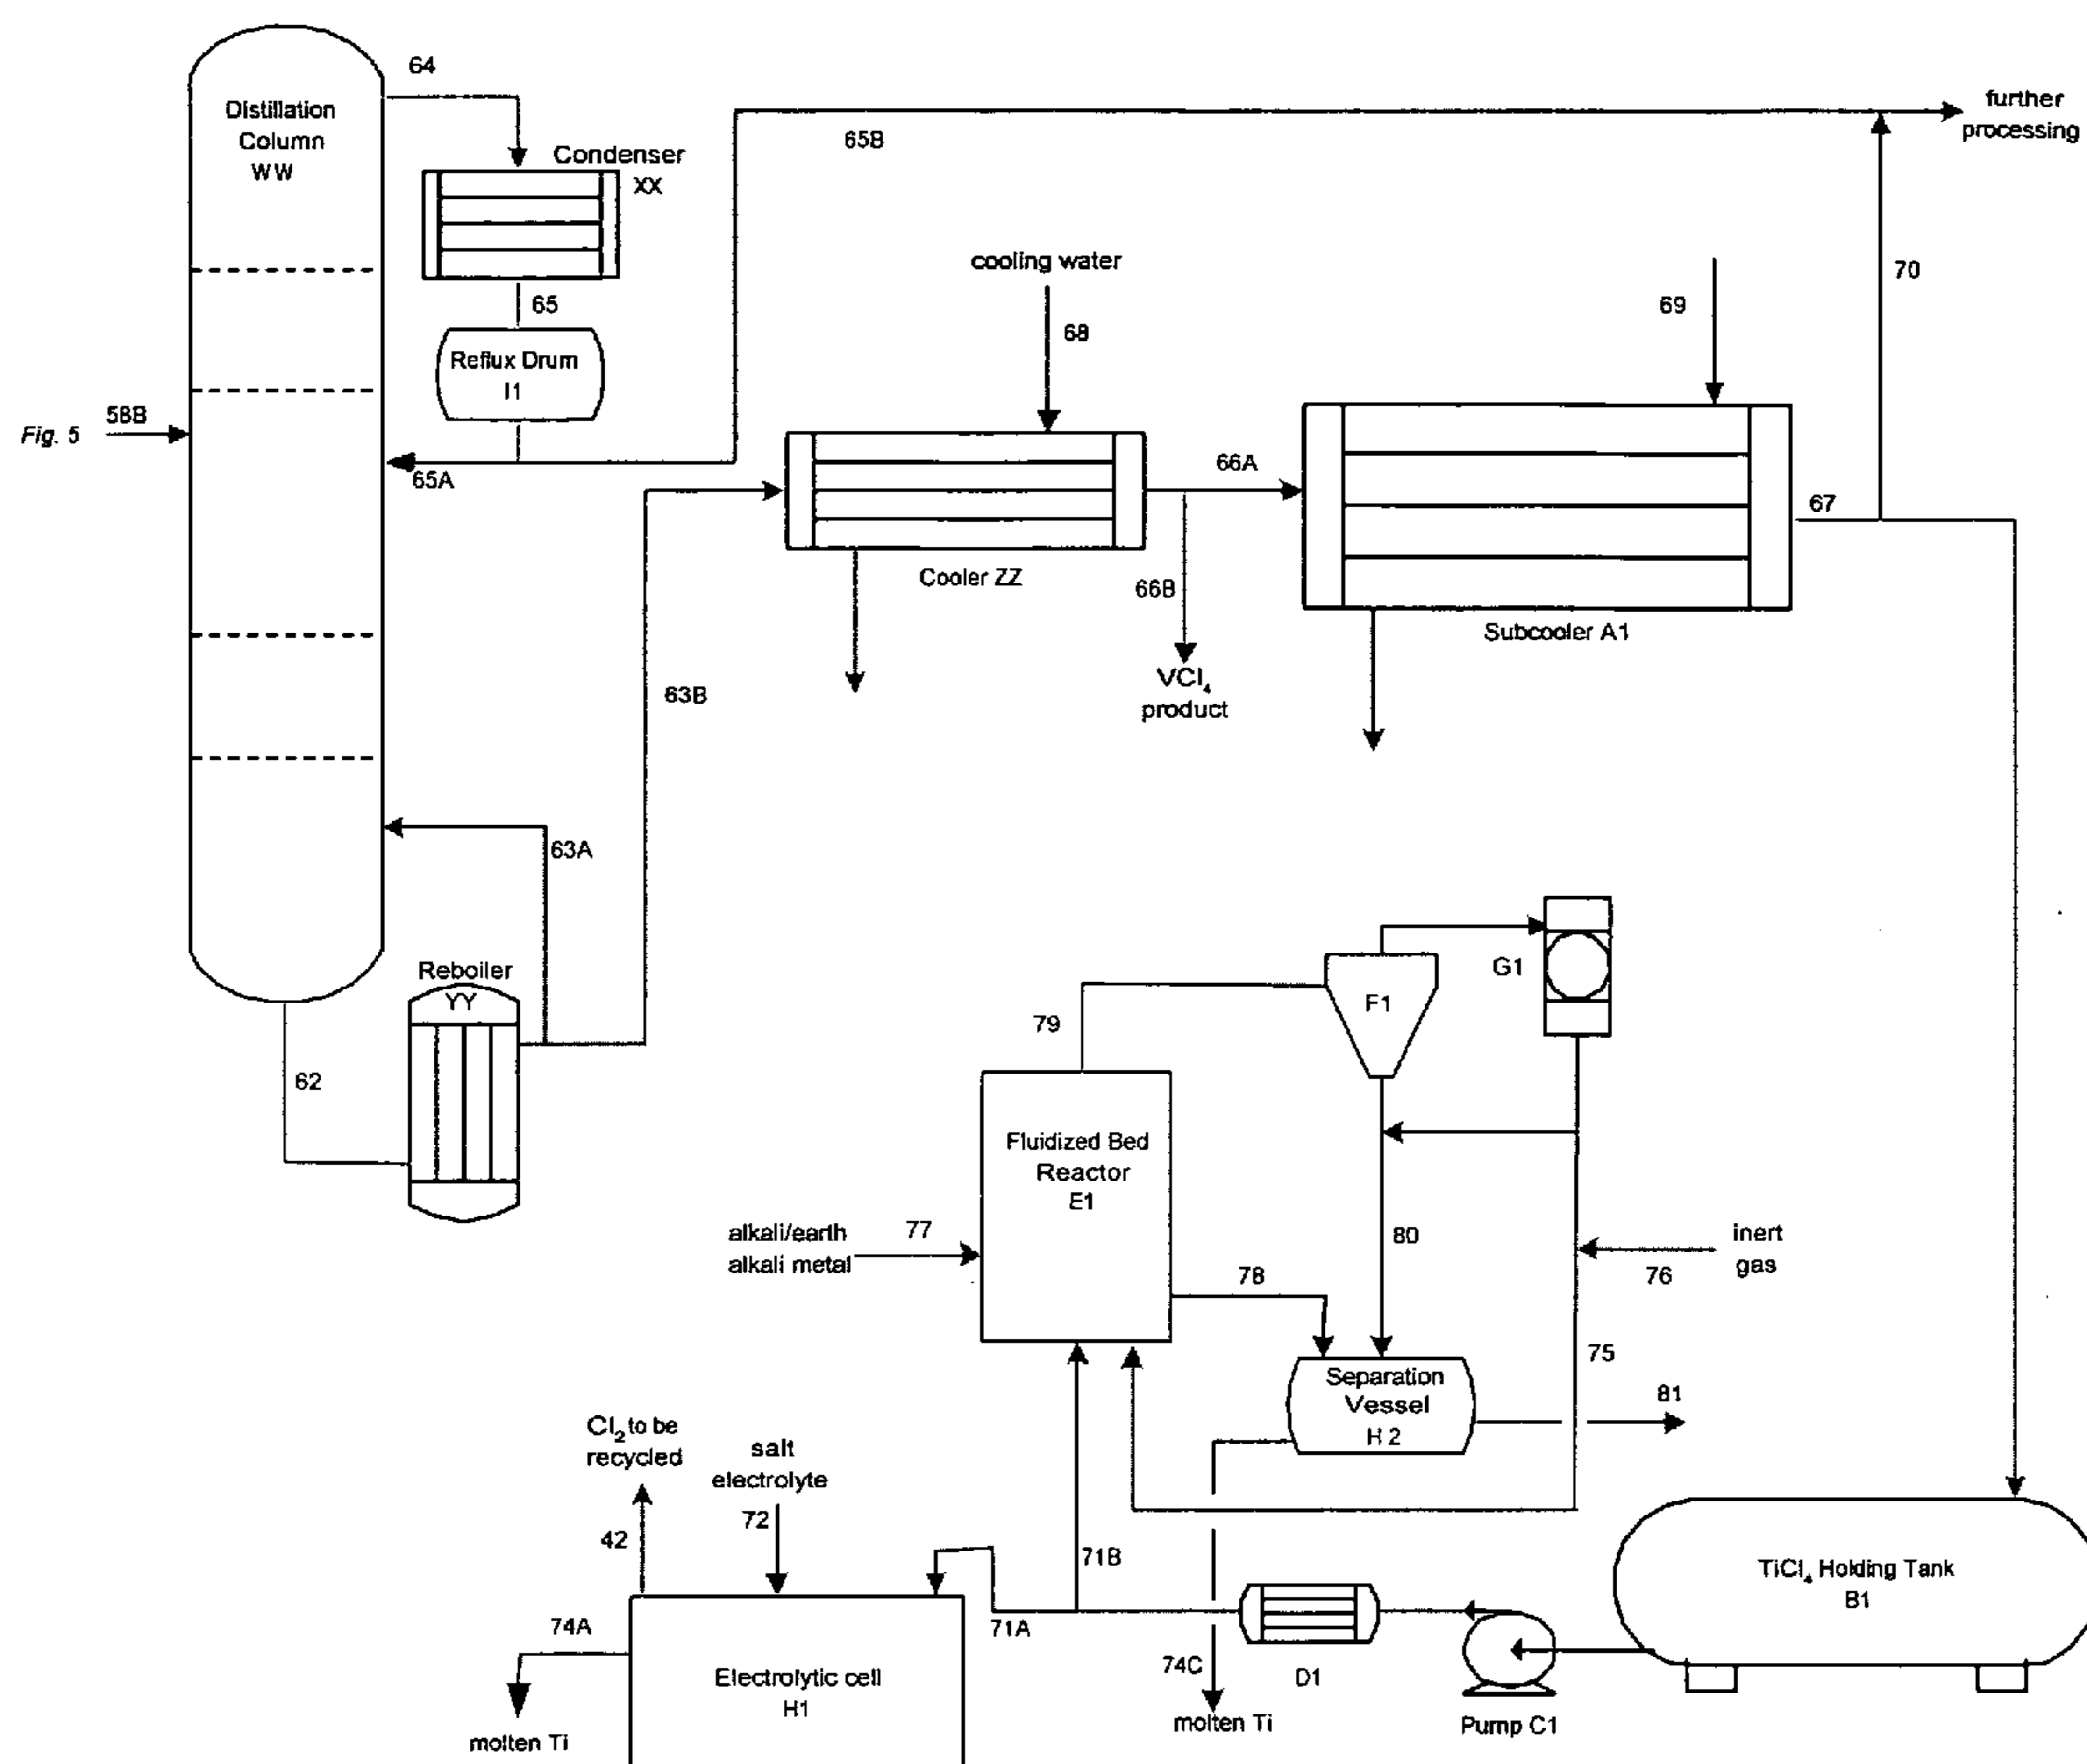 64
Distillation
Column
WW
Condenser
XX
65
Reflux Drum
I1
Fig. 5
58B
65A
65B
further
processing
cooling water
68
69
70
66A
67
Cooler ZZ
66B
VCl₄
product
Subcooler A1
63B
63A
Reboiler
YY
62
G1
F1
79
Fluidized Bed
Reactor
E1
alkali/earth
alkali metal
77
80
inert
gas
76
78
75
Separation
Vessel
H 2
81
Cl₂ to be
recycled
salt
electrolyte
72
42
71B
TiCl₄ Holding Tank
B1
74A
71A
74C
D1
Electrolytic cell
H1
molten Ti
molten Ti
Pump C1